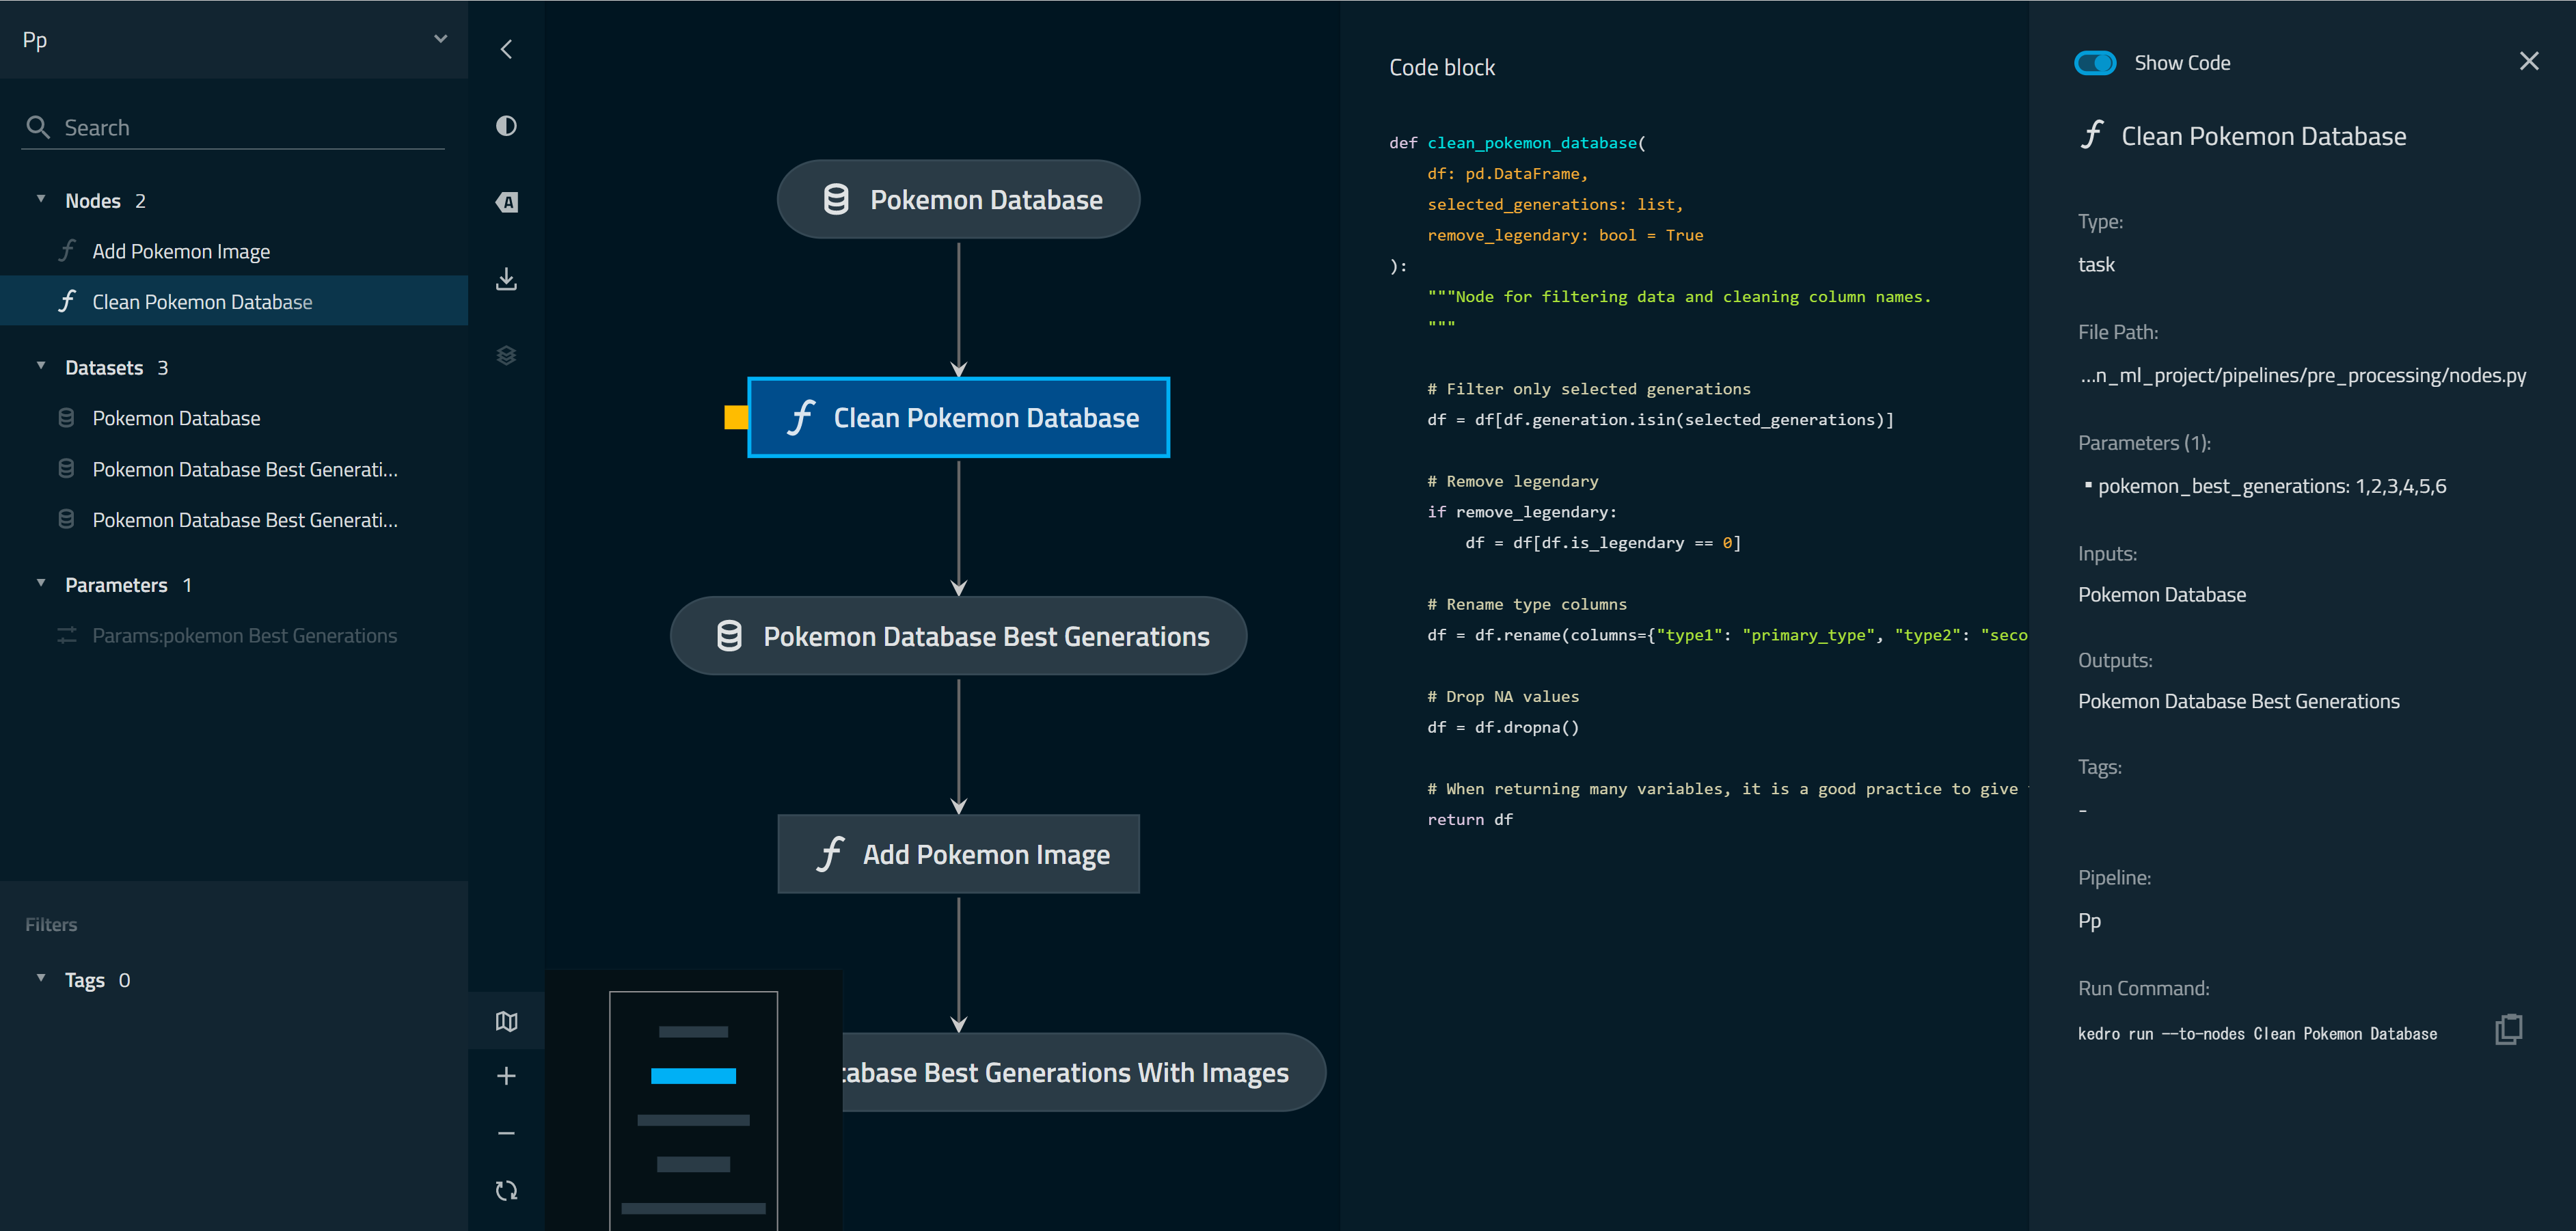 Pp
Search
Nodes 2
Add Pokemon Image
Clean Pokemon Database
Datasets 3
Pokemon Database
Pokemon Database Best Generati...
Pokemon Database Best Generati...
Parameters 1
Params:pokemon Best Generations
Filters
Tags 0
A
Pokemon Database
Clean Pokemon Database
Pokemon Database Best Generations
Add Pokemon Image
tabase Best Generations With Images
Code block
def clean_pokemon_database(
    df: pd.DataFrame,
    selected_generations: list,
    remove_legendary: bool = True
):
    """Node for filtering data and cleaning column names.
    """
    # Filter only selected generations
    df = df[df.generation.isin(selected_generations)]
    # Remove legendary
    if remove_legendary:
        df = df[df.is_legendary == 0]
    # Rename type columns
    df = df.rename(columns={"type1": "primary_type", "type2": "seco
    # Drop NA values
    df = df.dropna()
    # When returning many variables, it is a good practice to give
    return df
Show Code
Clean Pokemon Database
Type:
task
File Path:
...n_ml_project/pipelines/pre_processing/nodes.py
Parameters (1):
▪ pokemon_best_generations: 1,2,3,4,5,6
Inputs:
Pokemon Database
Outputs:
Pokemon Database Best Generations
Tags:
-
Pipeline:
Pp
Run Command:
kedro run --to-nodes Clean Pokemon Database